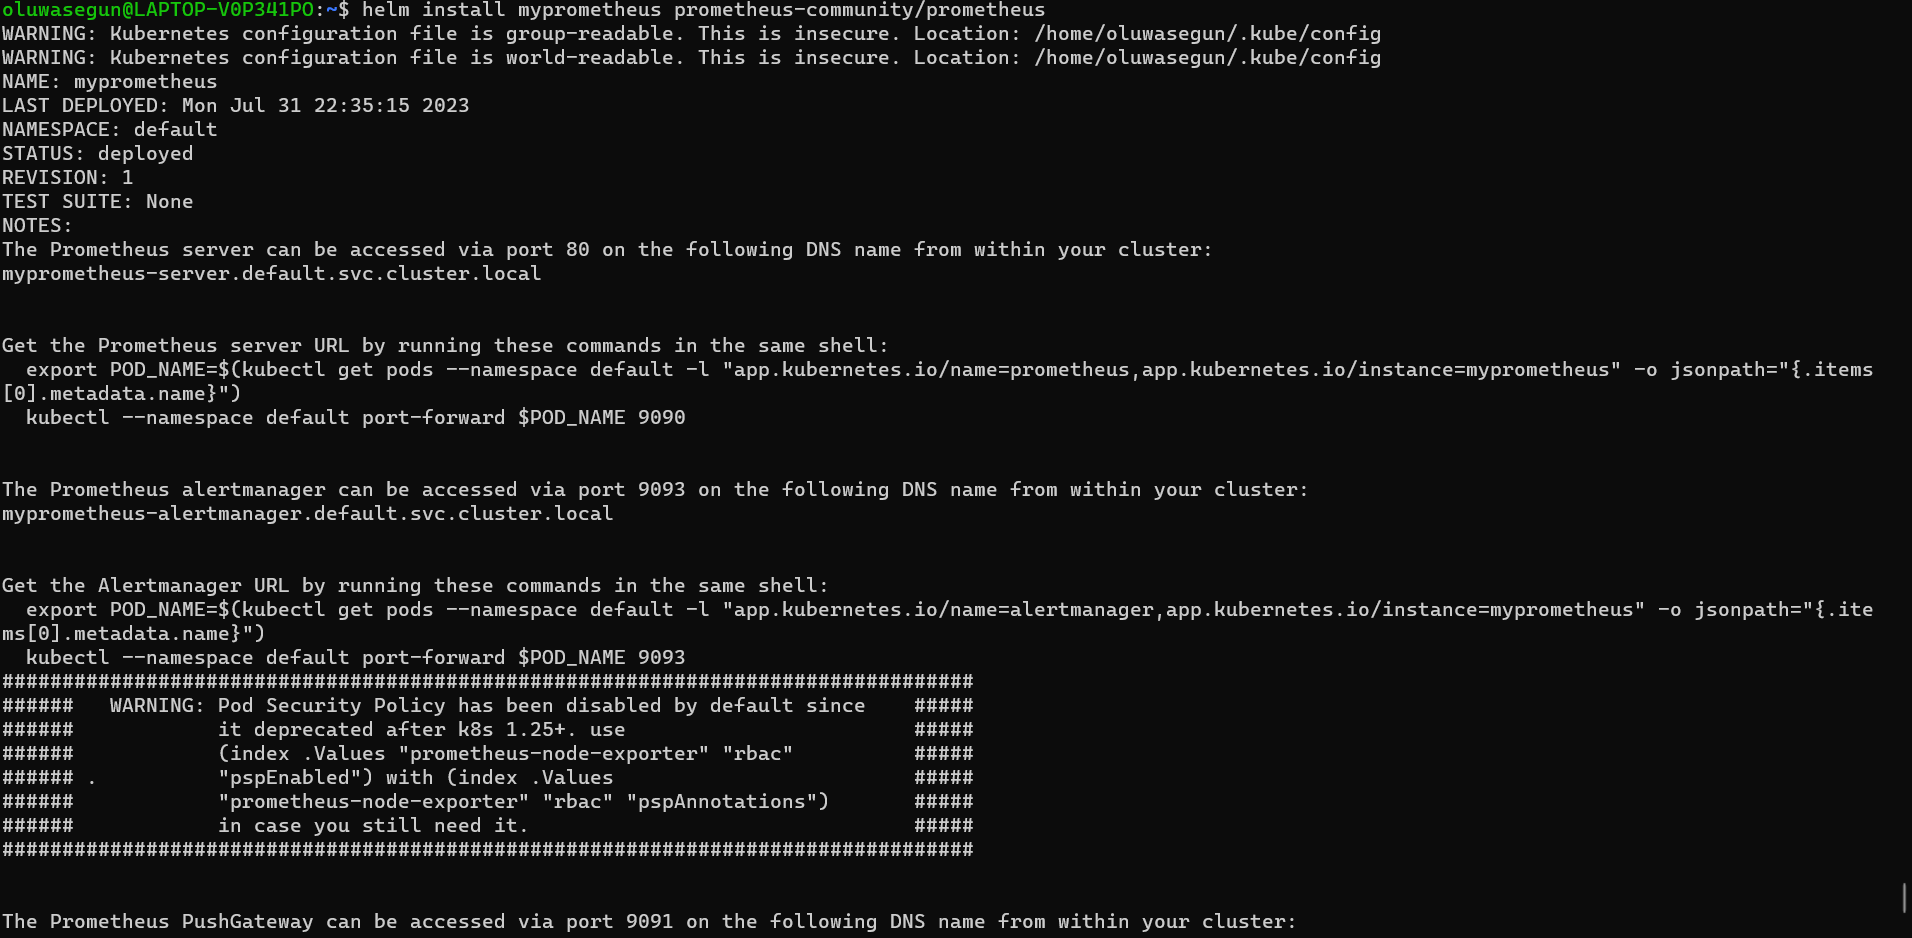 oluwasegun@LAPTOP-V0P341PO:~$ helm install myprometheus prometheus-community/prometheus
WARNING: Kubernetes configuration file is group-readable. This is insecure. Location: /home/oluwasegun/.kube/config
WARNING: Kubernetes configuration file is world-readable. This is insecure. Location: /home/oluwasegun/.kube/config
NAME: myprometheus
LAST DEPLOYED: Mon Jul 31 22:35:15 2023
NAMESPACE: default
STATUS: deployed
REVISION: 1
TEST SUITE: None
NOTES:
The Prometheus server can be accessed via port 80 on the following DNS name from within your cluster:
myprometheus-server.default.svc.cluster.local
Get the Prometheus server URL by running these commands in the same shell:
  export POD_NAME=$(kubectl get pods --namespace default -l "app.kubernetes.io/name=prometheus,app.kubernetes.io/instance=myprometheus" -o jsonpath="{.items
[0].metadata.name}")
  kubectl --namespace default port-forward $POD_NAME 9090
The Prometheus alertmanager can be accessed via port 9093 on the following DNS name from within your cluster:
myprometheus-alertmanager.default.svc.cluster.local
Get the Alertmanager URL by running these commands in the same shell:
  export POD_NAME=$(kubectl get pods --namespace default -l "app.kubernetes.io/name=alertmanager,app.kubernetes.io/instance=myprometheus" -o jsonpath="{.ite
ms[0].metadata.name}")
  kubectl --namespace default port-forward $POD_NAME 9093
#################################################################################
######   WARNING: Pod Security Policy has been disabled by default since    #####
######            it deprecated after k8s 1.25+. use                        #####
######            (index .Values "prometheus-node-exporter" "rbac"          #####
###### .          "pspEnabled") with (index .Values                         #####
######            "prometheus-node-exporter" "rbac" "pspAnnotations")       #####
######            in case you still need it.                                #####
#################################################################################
The Prometheus PushGateway can be accessed via port 9091 on the following DNS name from within your cluster: